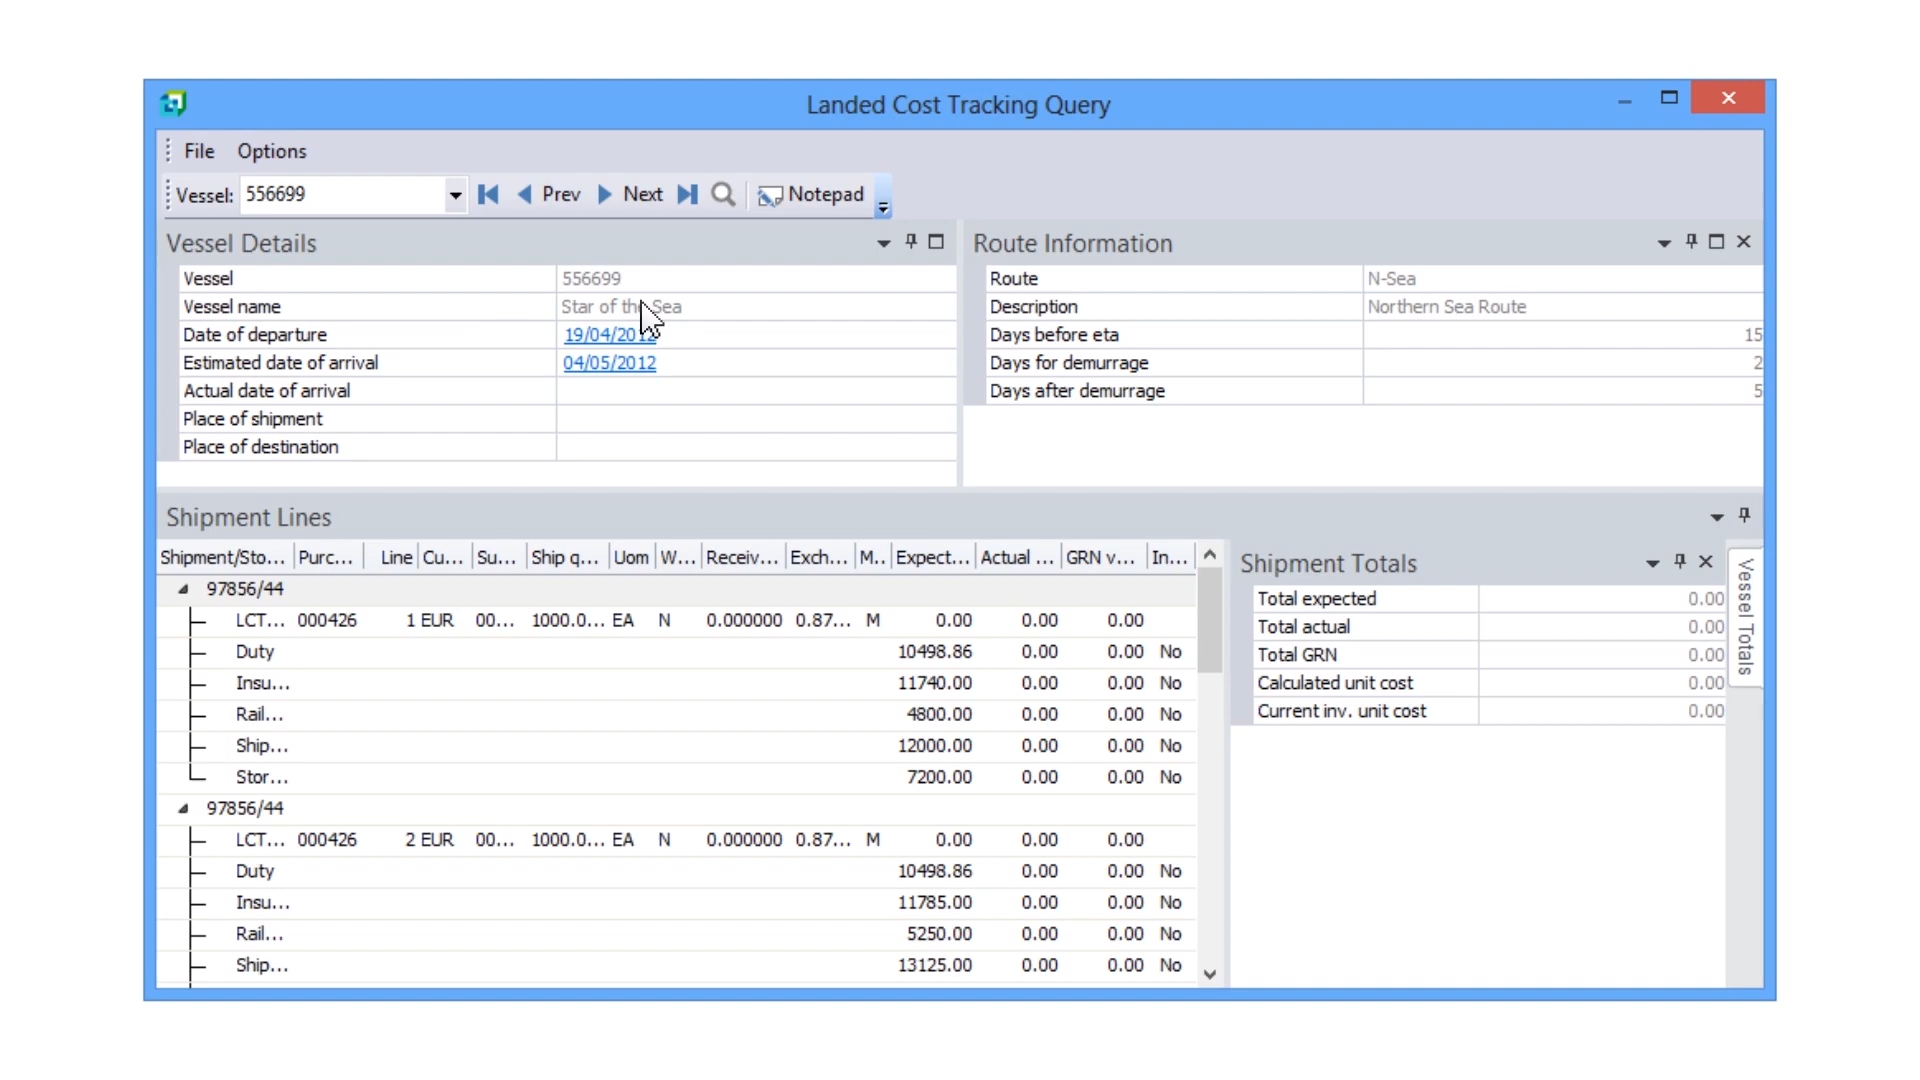 Landed Cost Tracking Query
File Options
Vessel: 556699 Prev Next Notepad
Vessel Details
Vessel 556699
Vessel name Star of the Sea
Date of departure 19/04/2012
Estimated date of arrival 04/05/2012
Actual date of arrival
Place of shipment
Place of destination
Route Information
Route N-Sea
Description Northern Sea Route
Days before eta 15
Days for demurrage 2
Days after demurrage 5
Shipment Lines
Shipment/Sto... Purc... Line Cu... Su... Ship q... Uom W... Receiv... Exch... M.. Expect... Actual ... GRN v... In...
97856/44
LCT... 000426 1 EUR 00... 1000.0... EA N 0.000000 0.87... M 0.00 0.00 0.00
Duty 10498.86 0.00 0.00 No
Insu... 11740.00 0.00 0.00 No
Rail... 4800.00 0.00 0.00 No
Ship... 12000.00 0.00 0.00 No
Stor... 7200.00 0.00 0.00 No
97856/44
LCT... 000426 2 EUR 00... 1000.0... EA N 0.000000 0.87... M 0.00 0.00 0.00
Duty 10498.86 0.00 0.00 No
Insu... 11785.00 0.00 0.00 No
Rail... 5250.00 0.00 0.00 No
Ship... 13125.00 0.00 0.00 No
Shipment Totals
Total expected 0.00
Total actual 0.00
Total GRN 0.00
Calculated unit cost 0.00
Current inv. unit cost 0.00
Vessel Totals